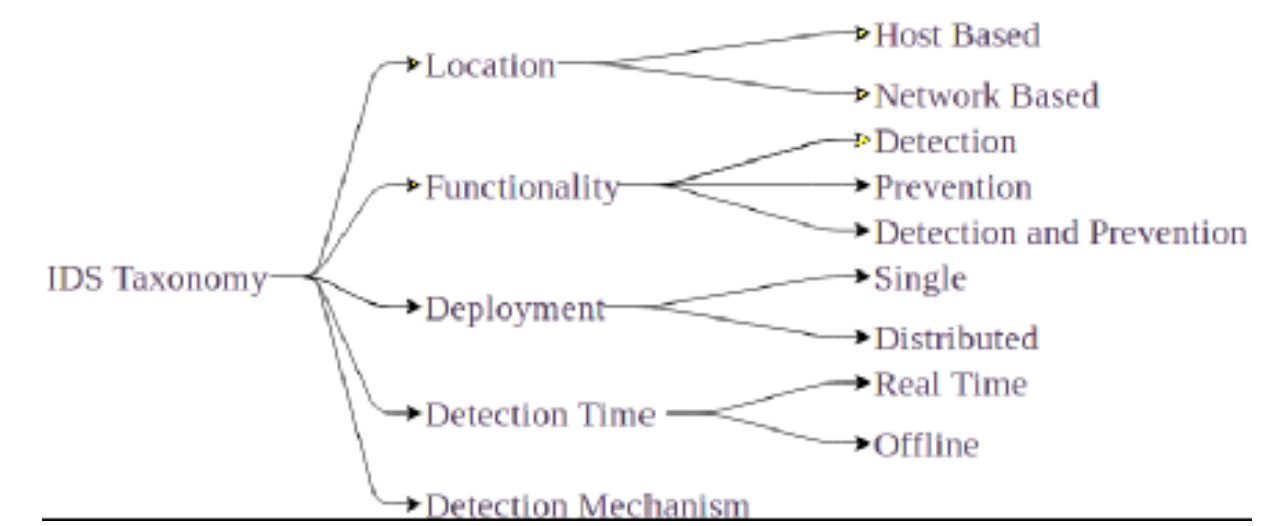 Host Based
Location
Network Based
Detection
Functionality
Prevention
Detection and Prevention
IDS Taxonomy
Single
Deployment
Distributed
Real Time
Detection Time
Offline
Detection Mechanism